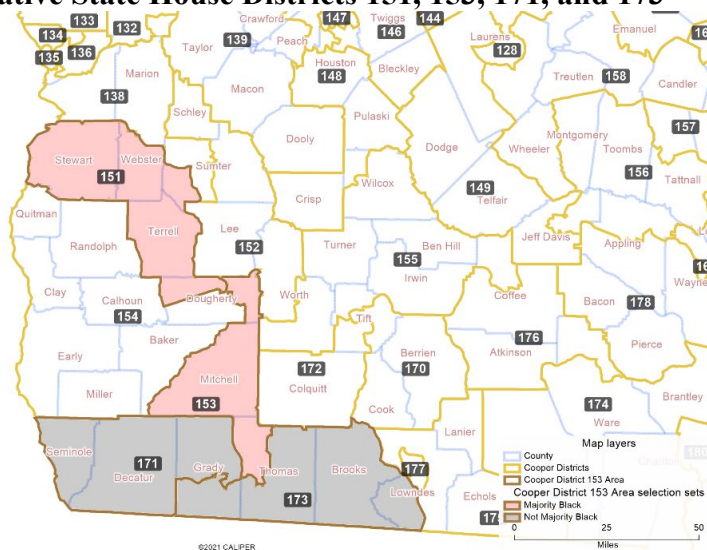 ative State House Districts 151, 153, 171, and 173
133
132
Crawford
147
Twiggs
144
Emanuel
134
139
Peach
146
Laurens
135
136
Taylor
Houston
128
Marion
148
Bleckley
Treutlen
158
Candler
138
Macon
Schley
Pulaski
157
Dooly
Dodge
Montgomery
Wheeler
Toombs
Stewart
Webster
Sumter
156
151
Wilcox
149
Tattnall
Crisp
Telfair
Quitman
Terrell
Lee
Jeff Davis
Randolph
152
Turner
Ben Hill
Appling
155
Irwin
Wayne
Clay
Calhoun
Dougherty
Worth
Coffee
Bacon
178
154
Tift
Baker
176
Early
Berrien
Atkinson
Pierce
172
170
Mitchell
Colquitt
Miller
153
Cook
174
Brantley
Ware
Lanier
Map layers
Seminole
County
171
Grady
Thomas
Brooks
177
Cooper Districts
Decatur
Cooper District 153 Area
173
Lowndes
Echols
Cooper District 153 Area selection sets
Majority Black
Not Majority Black
0
25
50
Miles
©2021 CALIPER